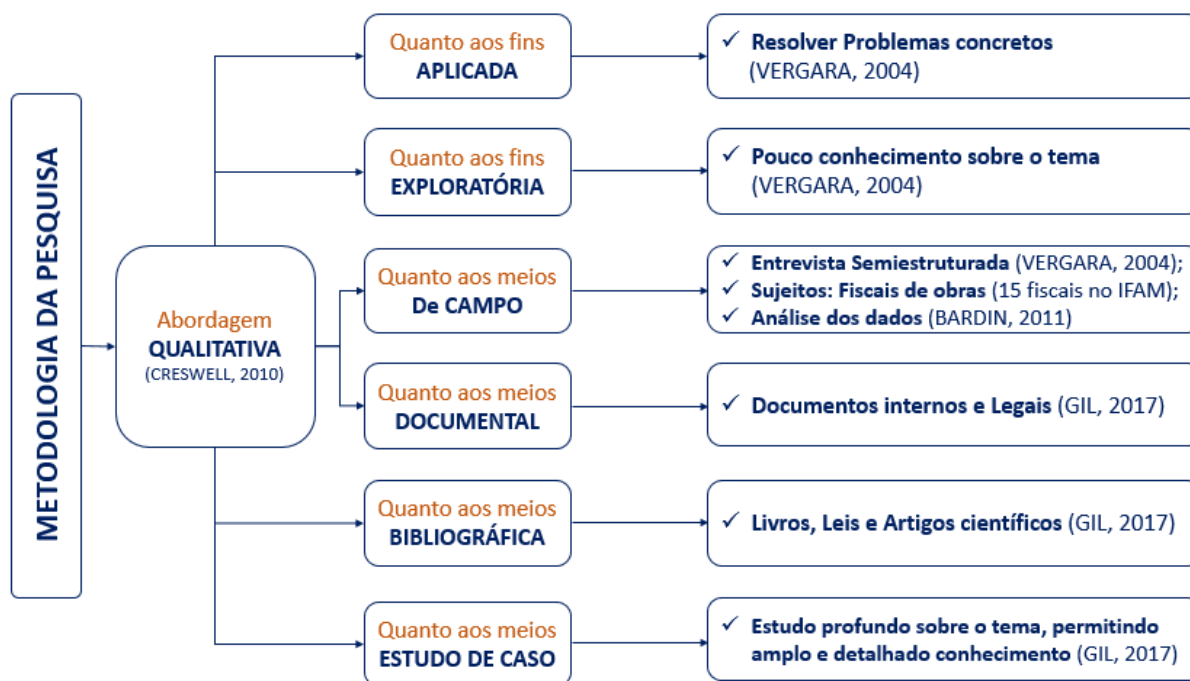 METODOLOGIA DA PESQUISA
Abordagem
QUALITATIVA
(CRESWELL, 2010)
Quanto aos fins
APLICADA
✓ Resolver Problemas concretos
(VERGARA, 2004)
Quanto aos fins
EXPLORATÓRIA
✓ Pouco conhecimento sobre o tema
(VERGARA, 2004)
Quanto aos meios
De CAMPO
✓ Entrevista Semiestruturada (VERGARA, 2004);
✓ Sujeitos: Fiscais de obras (15 fiscais no IFAM);
✓ Análise dos dados (BARDIN, 2011)
Quanto aos meios
DOCUMENTAL
✓ Documentos internos e Legais (GIL, 2017)
Quanto aos meios
BIBLIOGRÁFICA
✓ Livros, Leis e Artigos científicos (GIL, 2017)
Quanto aos meios
ESTUDO DE CASO
✓ Estudo profundo sobre o tema, permitindo
amplo e detalhado conhecimento (GIL, 2017)